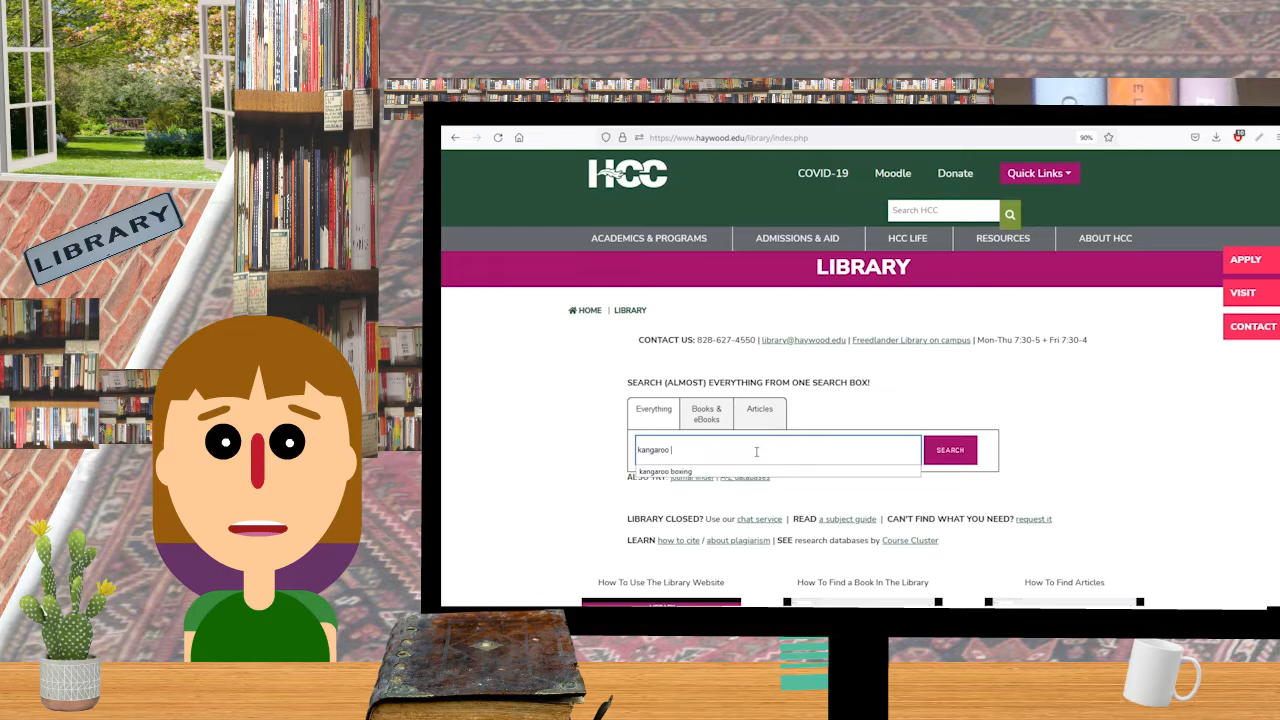 LIBRARY
https://www.haywood.edu/library/index.php
90%
10
HCC
COVID-19
Moodle
Donate
Quick Links
Search HCC
ACADEMICS & PROGRAMS
ADMISSIONS & AID
HCC LIFE
RESOURCES
ABOUT HCC
LIBRARY
APPLY
VISIT
CONTACT
HOME | LIBRARY
CONTACT US: 828-627-4550 | library@haywood.edu | Freedlander Library on campus | Mon-Thu 7:30-5 + Fri 7:30-4
SEARCH (ALMOST) EVERYTHING FROM ONE SEARCH BOX!
Everything
Books &
eBooks
Articles
kangaroo
SEARCH
kangaroo boxing
ALSO TRY: journal finder | A-Z databases
LIBRARY CLOSED? Use our chat service | READ a subject guide | CAN'T FIND WHAT YOU NEED? request it
LEARN how to cite / about plagiarism | SEE research databases by Course Cluster
How To Use The Library Website
How To Find a Book In The Library
How To Find Articles